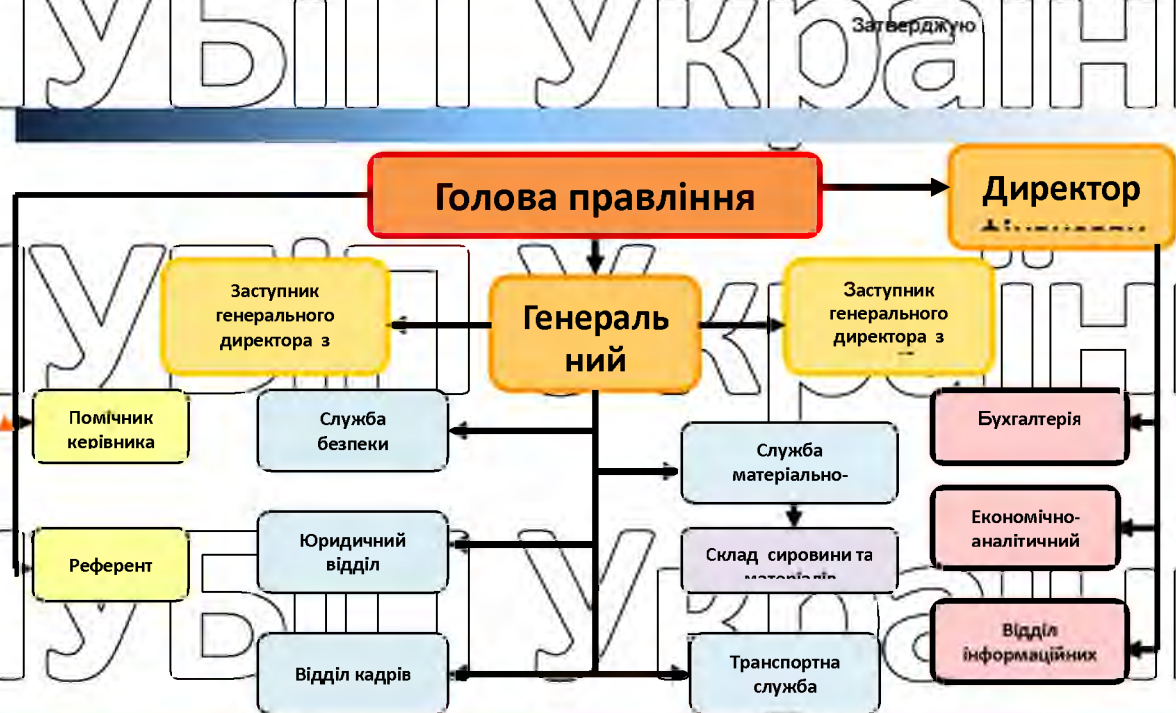 Затверджую
Голова правління
Директор
Заступник
генерального
директора з
Генераль
ний
Заступник
генерального
директора з
Помічник
керівника
Служба
безпеки
Служба
матеріально-
Бухгалтерія
Економічно-
аналітичний
Юридичний
відділ
Склад сировини та
матеріалів
Референт
Відділ
інформаційних
Відділ кадрів
Транспортна
служба